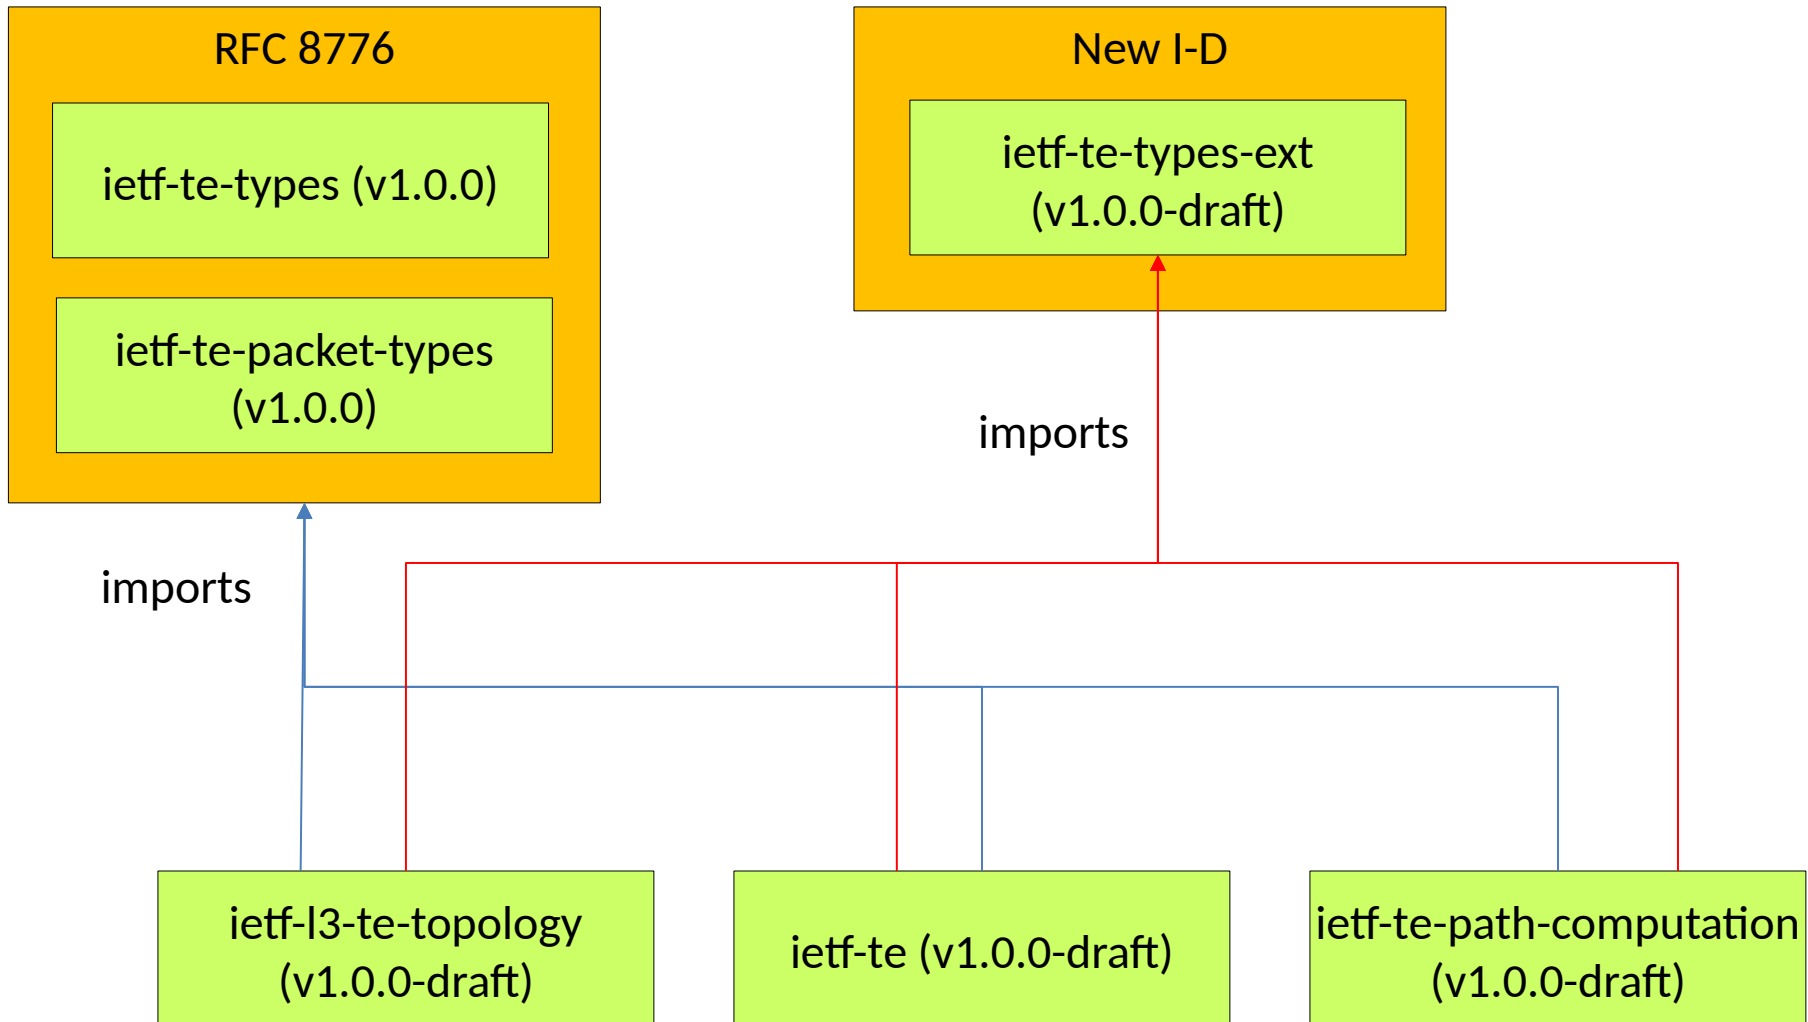 RFC 8776
ietf-te-types (v1.0.0)
ietf-te-packet-types
(v1.0.0)
New I-D
ietf-te-types-ext
(v1.0.0-draft)
imports
imports
ietf-l3-te-topology
(v1.0.0-draft)
ietf-te (v1.0.0-draft)
ietf-te-path-computation
(v1.0.0-draft)